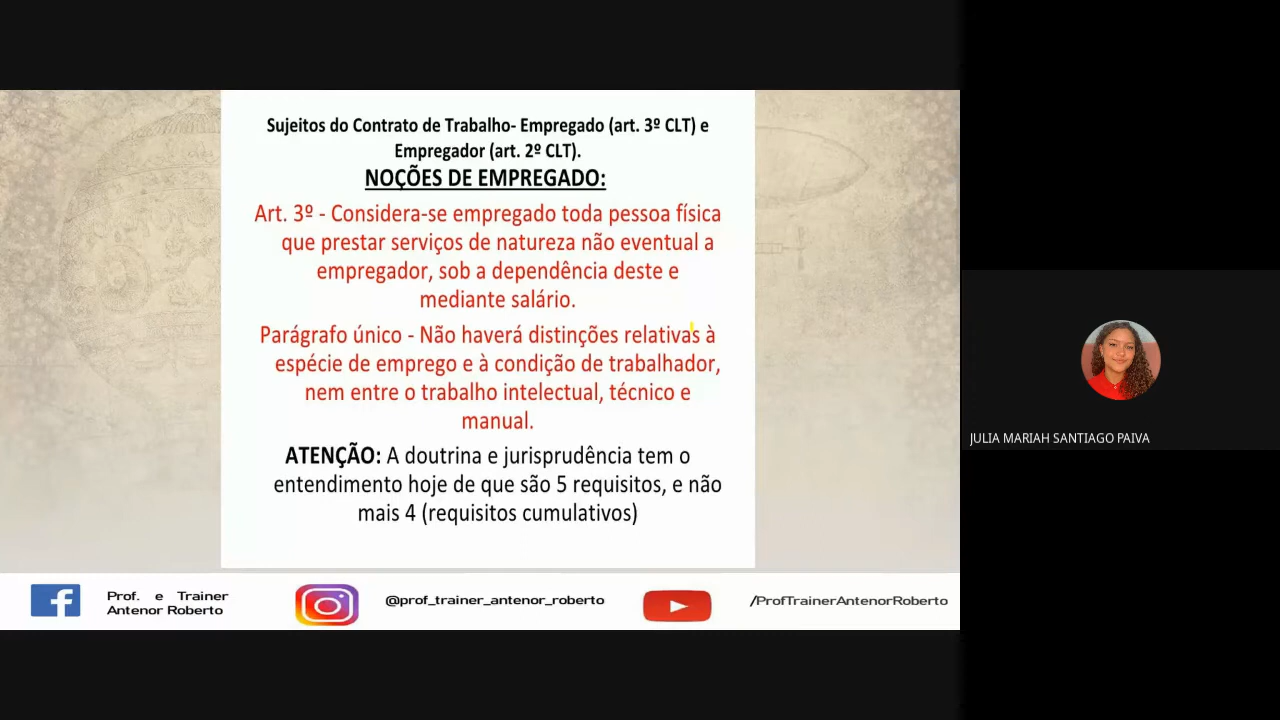 Sujeitos do Contrato de Trabalho- Empregado (art. 3º CLT) e
Empregador (art. 2º CLT).
NOÇÕES DE EMPREGADO:
Art. 3º - Considera-se empregado toda pessoa física
que prestar serviços de natureza não eventual a
empregador, sob a dependência deste e
mediante salário.
Parágrafo único - Não haverá distinções relativas à
espécie de emprego e à condição de trabalhador,
nem entre o trabalho intelectual, técnico e
manual.
ATENÇÃO: A doutrina e jurisprudência tem o
entendimento hoje de que são 5 requisitos, e não
mais 4 (requisitos cumulativos)
JULIA MARIAH SANTIAGO PAIVA
Prof. e Trainer
Antenor Roberto
@prof_trainer_antenor_roberto
/ProfTrainerAntenorRoberto